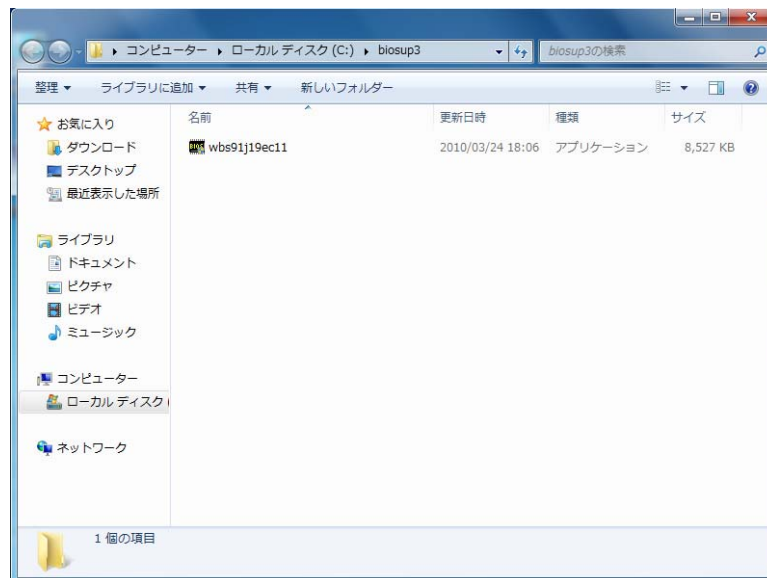 コンピューター ▸ ローカル ディスク (C:) ▸ biosup3
biosup3の検索
整理 ライブラリに追加 共有 新しいフォルダー
名前 更新日時 種類 サイズ
wbs91j19ec11 2010/03/24 18:06 アプリケーション 8,527 KB
お気に入り
ダウンロード
デスクトップ
最近表示した場所
ライブラリ
ドキュメント
ピクチャ
ビデオ
ミュージック
コンピューター
ローカル ディスク (
ネットワーク
1 個の項目